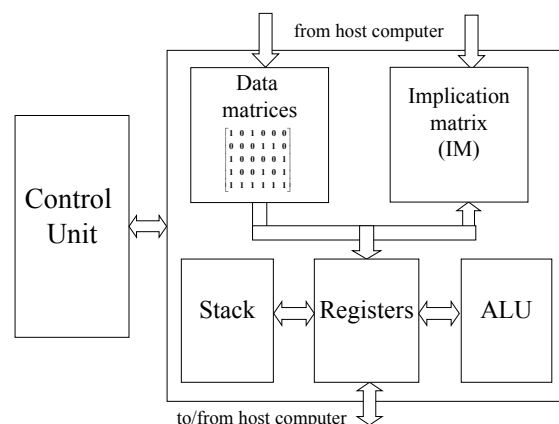 from host computer
Data
matrices
1 0 1 0 0 0
0 0 0 1 1 0
1 0 0 0 0 1
1 0 0 1 0 1
1 1 1 1 1 1
Implication
matrix
(IM)
Control
Unit
Stack
Registers
ALU
to/from host computer